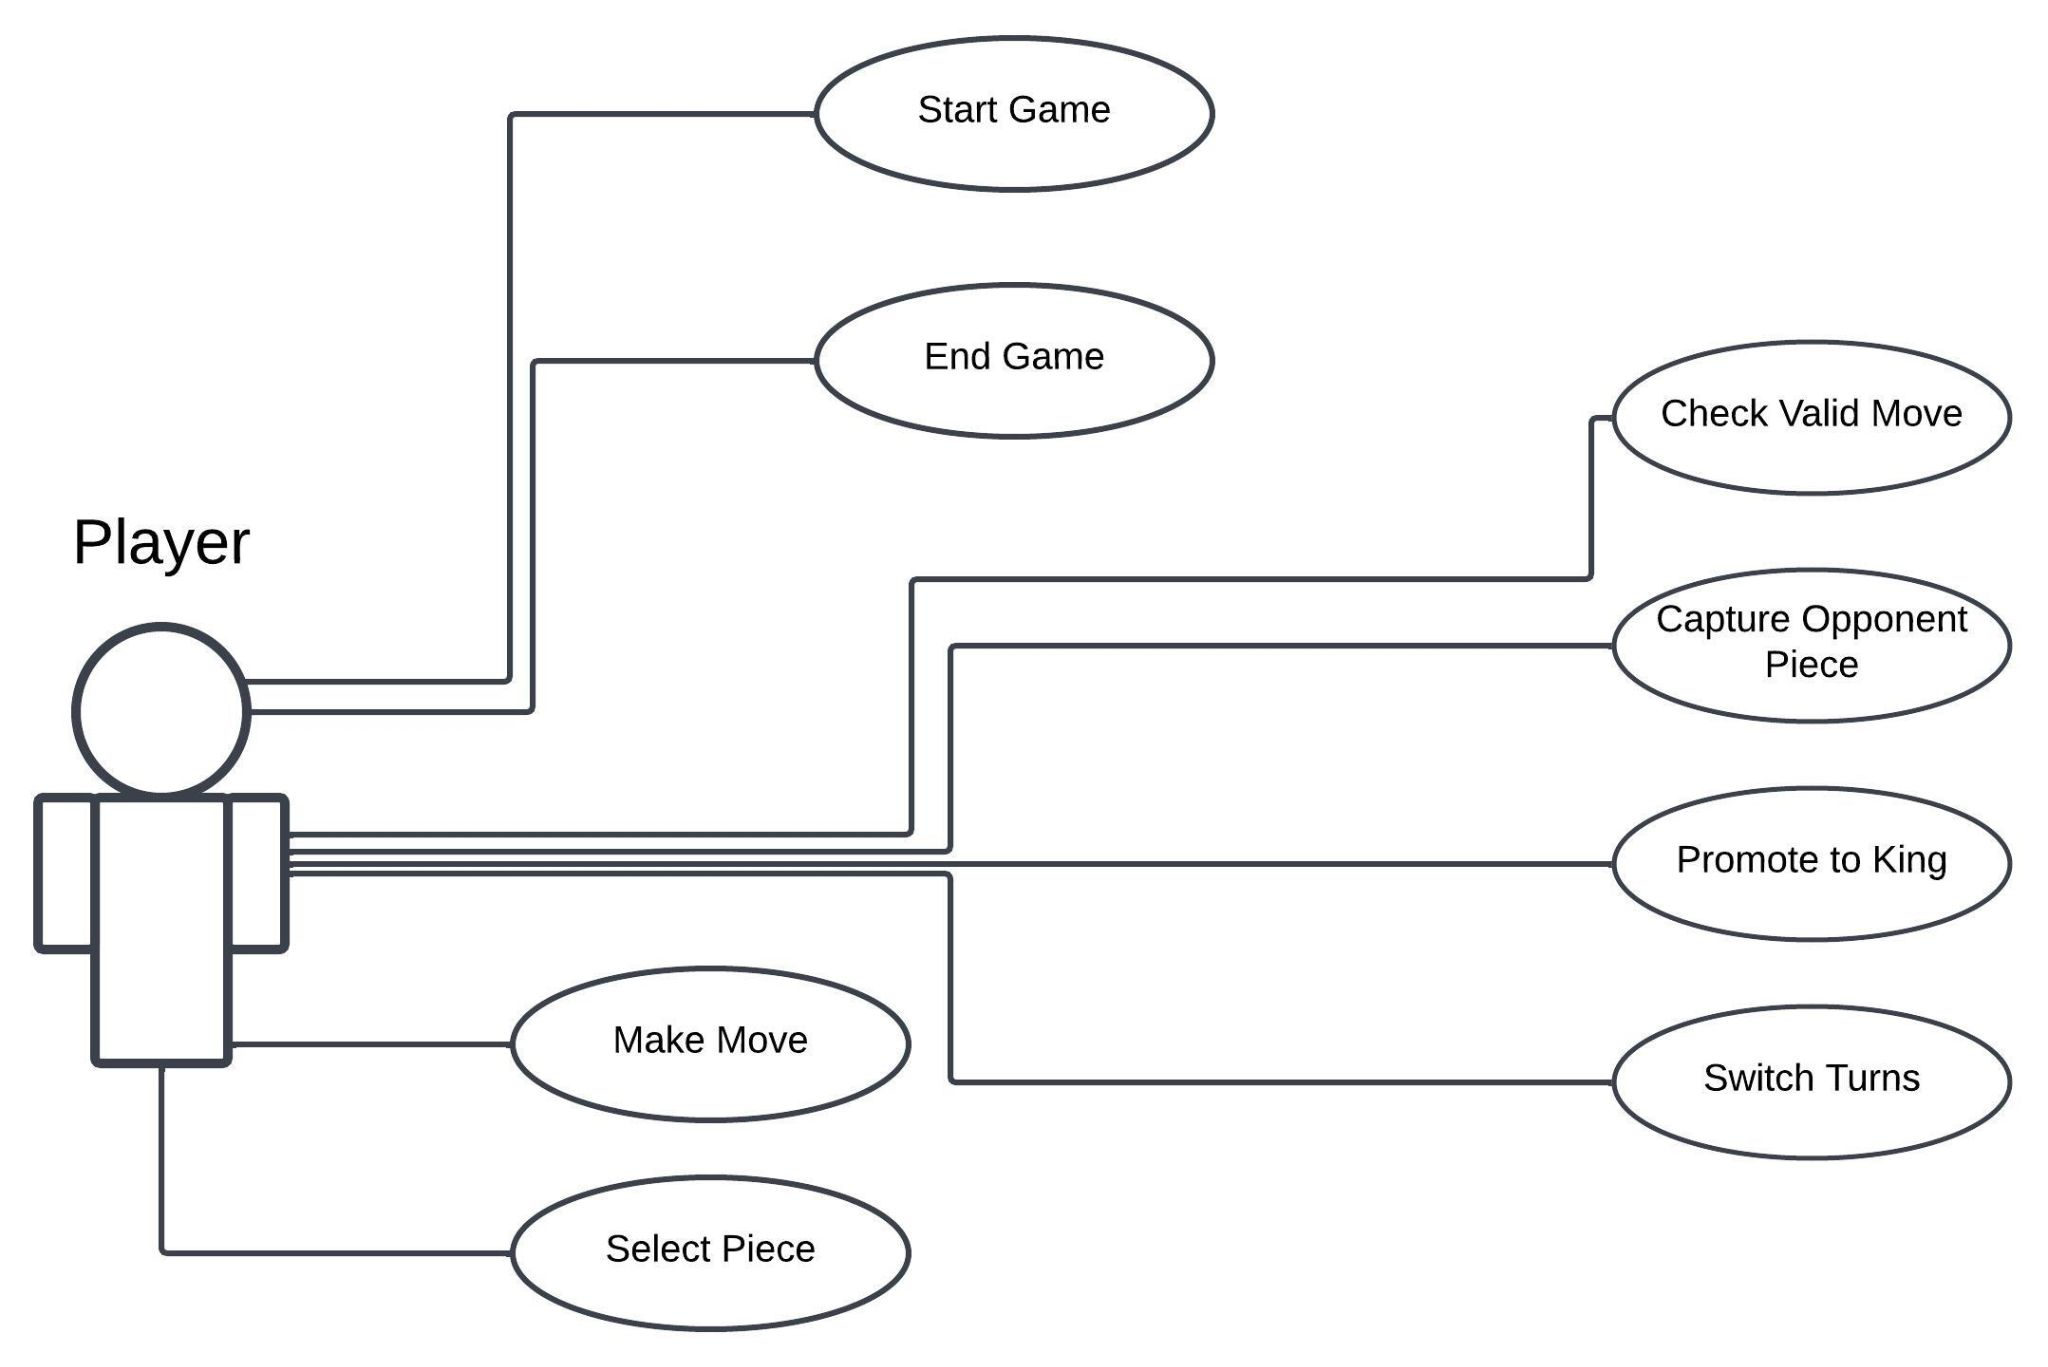 Start Game
End Game
Check Valid Move
Player
Capture Opponent
Piece
Promote to King
Make Move
Switch Turns
Select Piece